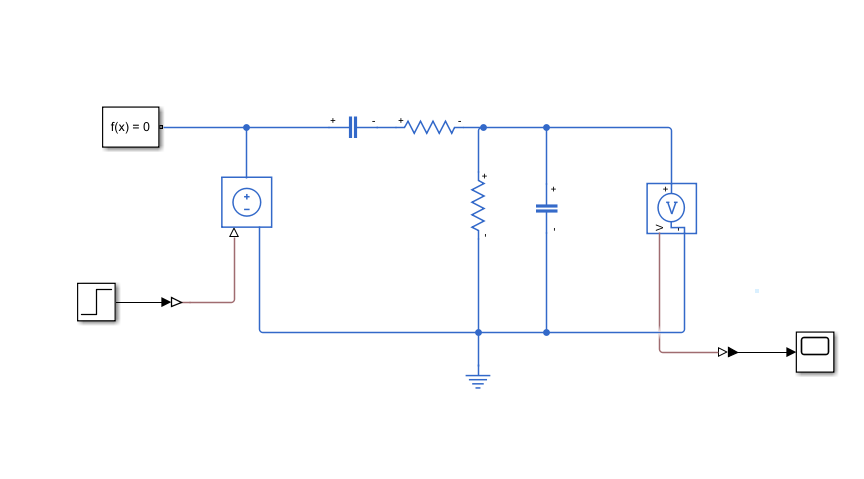 f(x) = 0
+ - + -
+
-
+
-
+
-
+
V
V
-